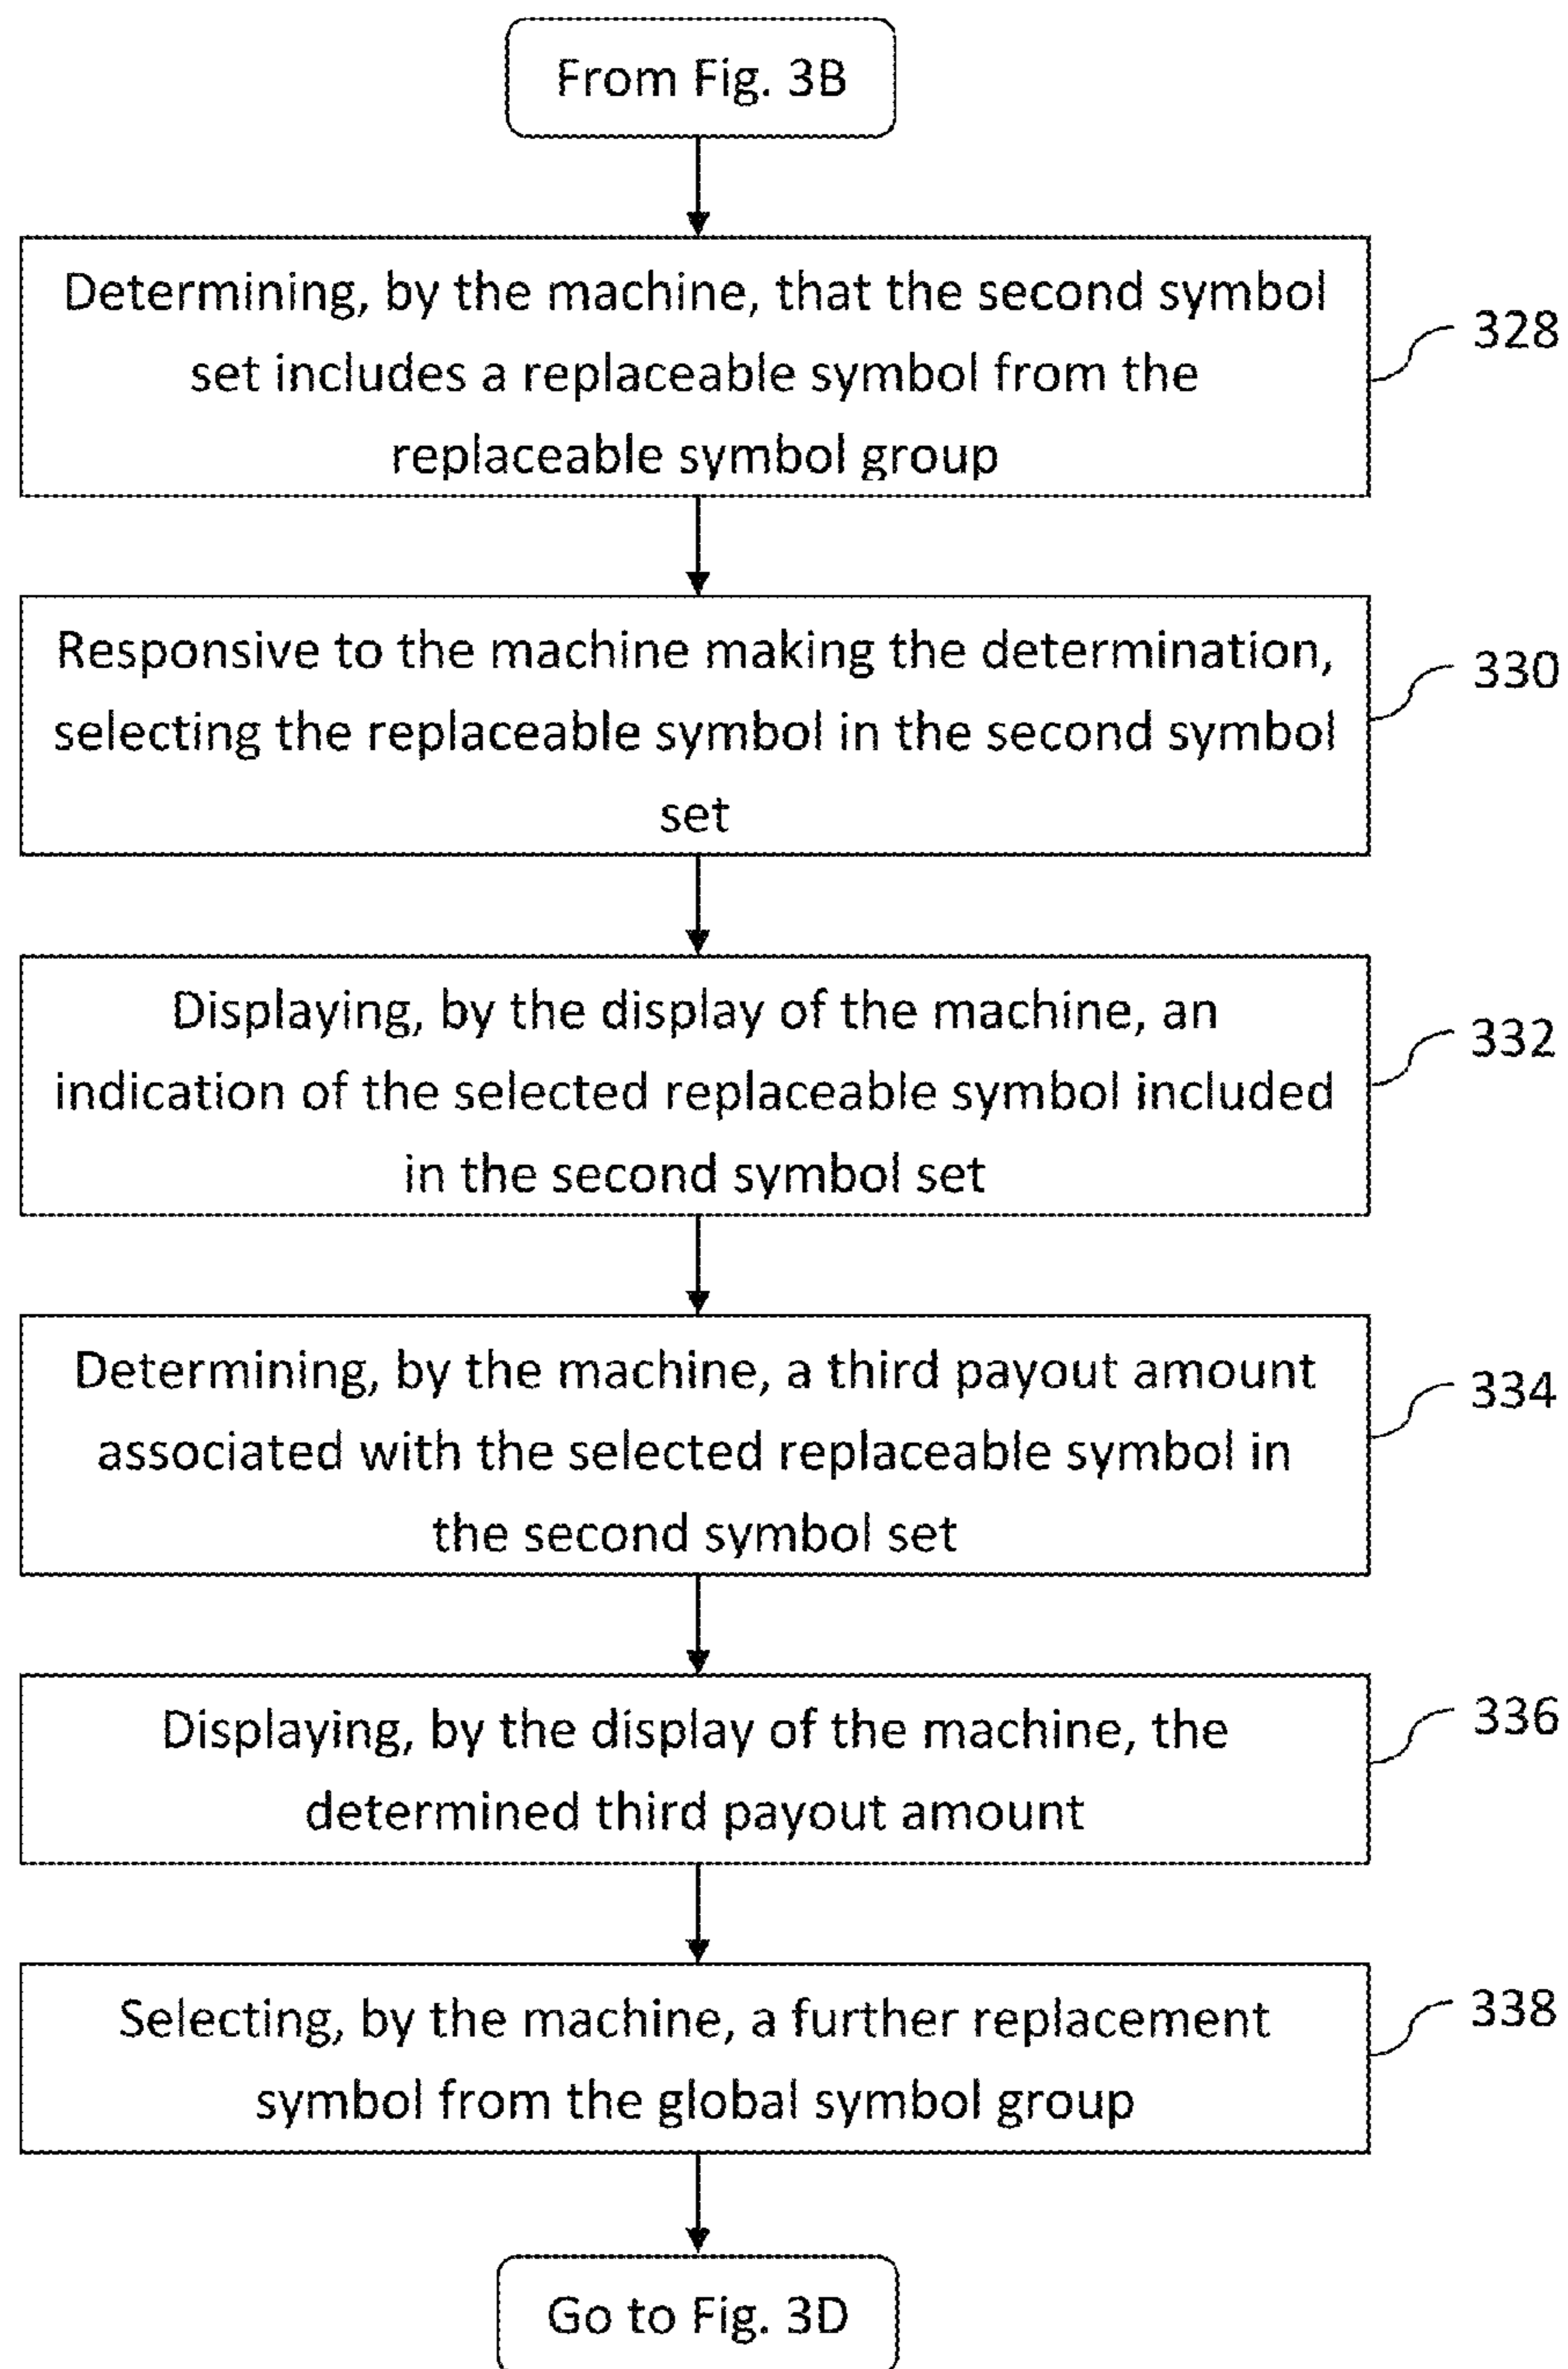 From Fig. 3B
Determining, by the machine, that the second symbol
set includes a replaceable symbol from the
replaceable symbol group
328
Responsive to the machine making the determination,
selecting the replaceable symbol in the second symbol
set
330
Displaying, by the display of the machine, an
indication of the selected replaceable symbol included
in the second symbol set
332
Determining, by the machine, a third payout amount
associated with the selected replaceable symbol in
the second symbol set
334
Displaying, by the display of the machine, the
determined third payout amount
336
Selecting, by the machine, a further replacement
symbol from the global symbol group
338
Go to Fig. 3D